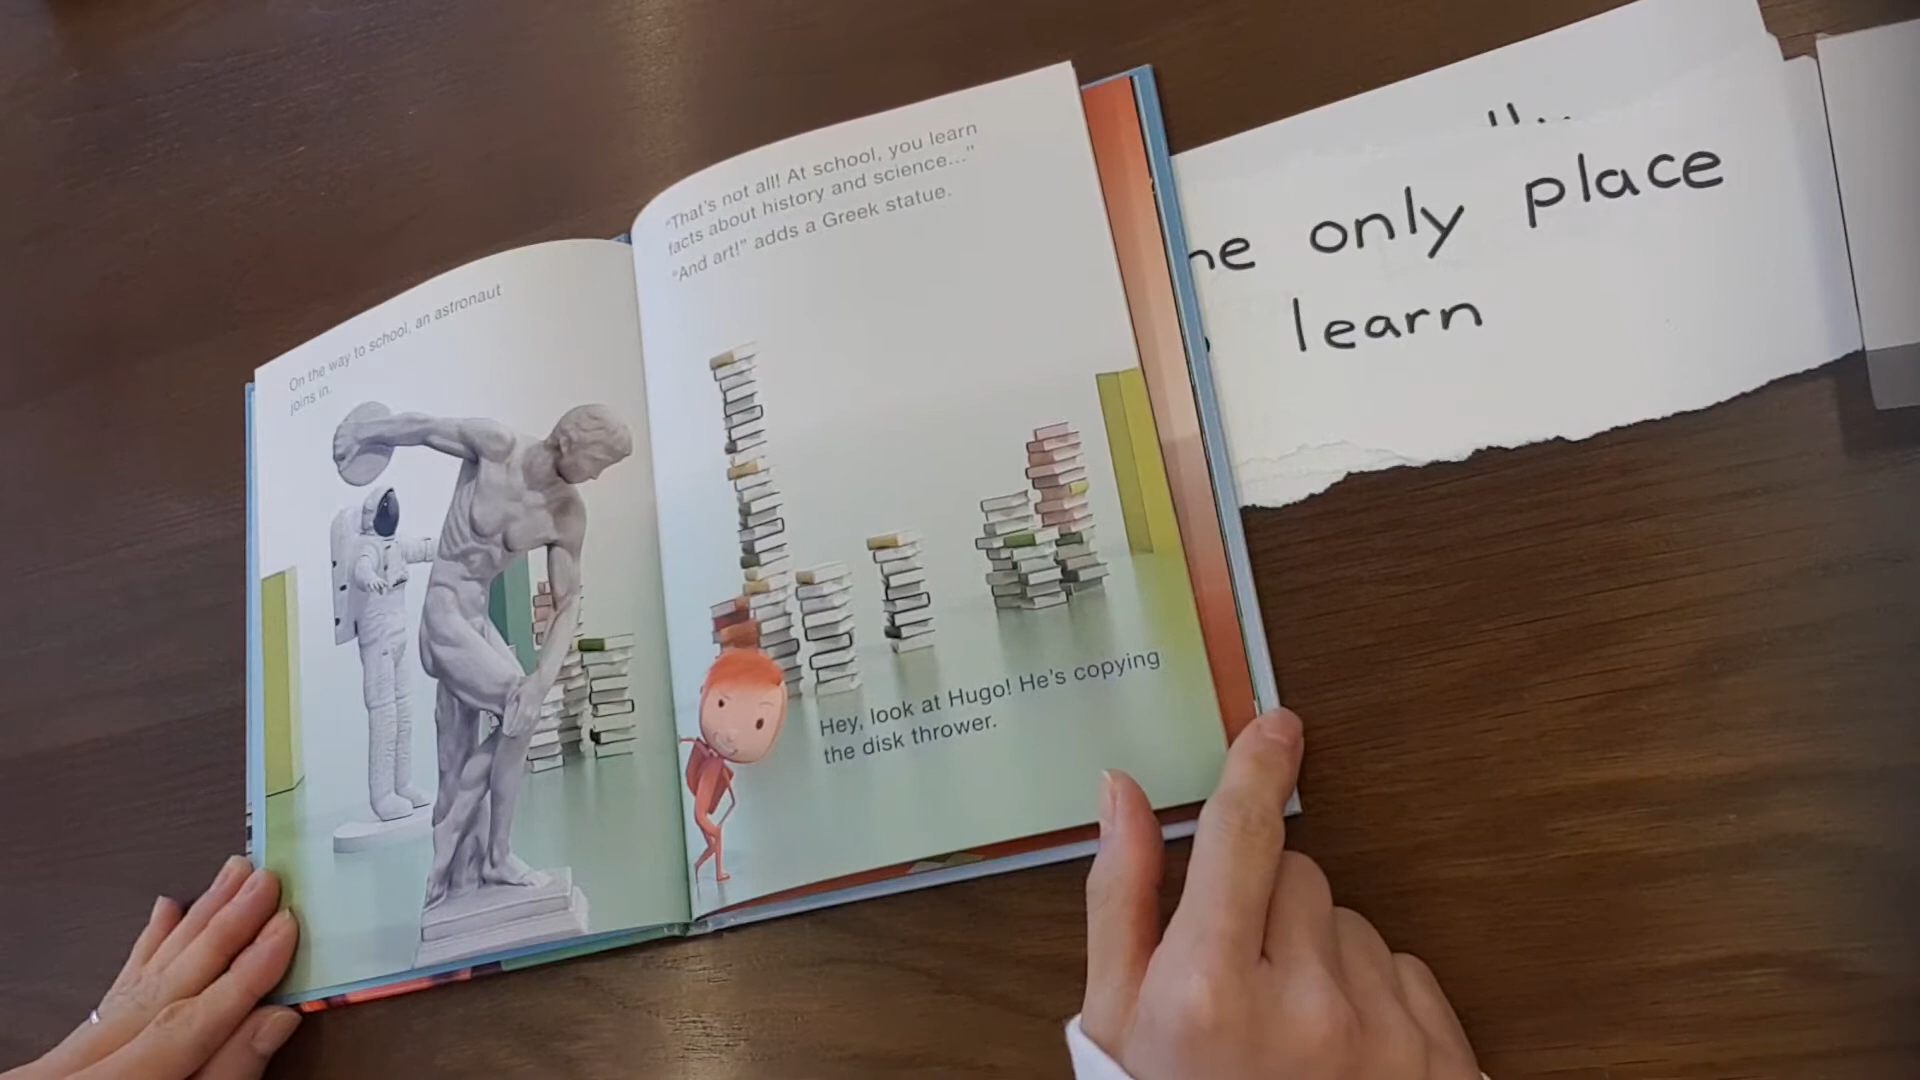 On the way to school, an astronaut
joins in.
"That's not all! At school, you learn
facts about history and science..."
"And art!" adds a Greek statue.
Hey, look at Hugo! He's copying
the disk thrower.
only place
learn